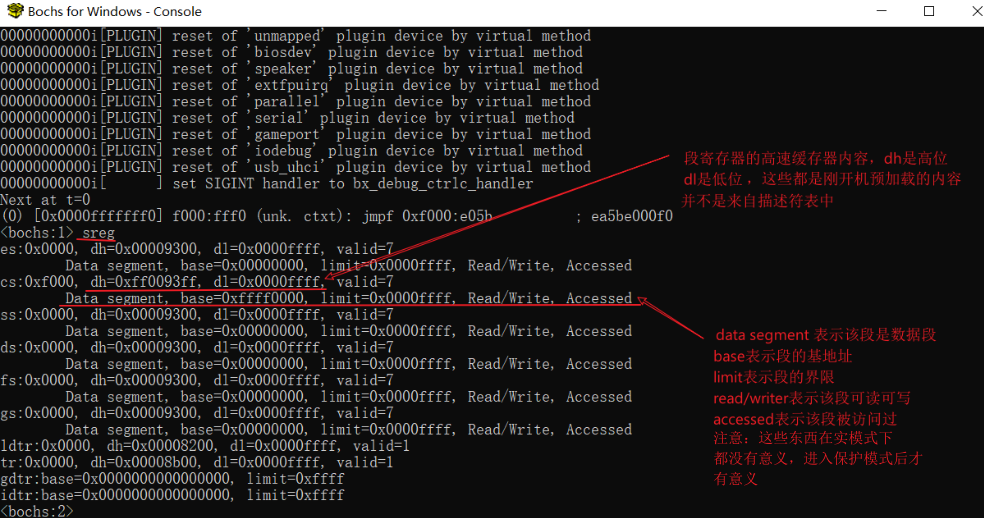 Bochs for Windows - Console
00000000000i[PLUGIN] reset of 'unmapped' plugin device by virtual method
00000000000i[PLUGIN] reset of 'biosdev' plugin device by virtual method
00000000000i[PLUGIN] reset of 'speaker' plugin device by virtual method
00000000000i[PLUGIN] reset of 'extfpuirq' plugin device by virtual method
00000000000i[PLUGIN] reset of 'parallel' plugin device by virtual method
00000000000i[PLUGIN] reset of 'serial' plugin device by virtual method
00000000000i[PLUGIN] reset of 'gameport' plugin device by virtual method
00000000000i[PLUGIN] reset of 'iodebug' plugin device by virtual method
00000000000i[PLUGIN] reset of 'usb_uhci' plugin device by virtual method
00000000000i[      ] set SIGINT handler to bx_debug_ctrlc_handler
Next at t=0
(0) [0x0000fffffff0] f000:fff0 (unk. ctxt): jmpf 0xf000:e05b          ; ea5be000f0
<bochs:1> sreg
es:0x0000, dh=0x00009300, dl=0x0000ffff, valid=7
Data segment, base=0x00000000, limit=0x0000ffff, Read/Write, Accessed
cs:0xf000, dh=0xff0093ff, dl=0x0000ffff, valid=7
Data segment, base=0xffff0000, limit=0x0000ffff, Read/Write, Accessed
ss:0x0000, dh=0x00009300, dl=0x0000ffff, valid=7
Data segment, base=0x00000000, limit=0x0000ffff, Read/Write, Accessed
ds:0x0000, dh=0x00009300, dl=0x0000ffff, valid=7
Data segment, base=0x00000000, limit=0x0000ffff, Read/Write, Accessed
fs:0x0000, dh=0x00009300, dl=0x0000ffff, valid=7
Data segment, base=0x00000000, limit=0x0000ffff, Read/Write, Accessed
gs:0x0000, dh=0x00009300, dl=0x0000ffff, valid=7
Data segment, base=0x00000000, limit=0x0000ffff, Read/Write, Accessed
ldtr:0x0000, dh=0x00008200, dl=0x0000ffff, valid=1
tr:0x0000, dh=0x00008b00, dl=0x0000ffff, valid=1
gdtr:base=0x0000000000000000, limit=0xffff
idtr:base=0x0000000000000000, limit=0xffff
<bochs:2>
段寄存器的高速缓存器内容，dh是高位
dl是低位，这些都是刚开机预加载的内容
并不是来自描述符表中
data segment 表示该段是数据段
base表示段的基地址
limit表示段的界限
read/writer表示该段可读可写
accessed表示该段被访问过
注意：这些东西在实模式下
都没有意义，进入保护模式后才
有意义